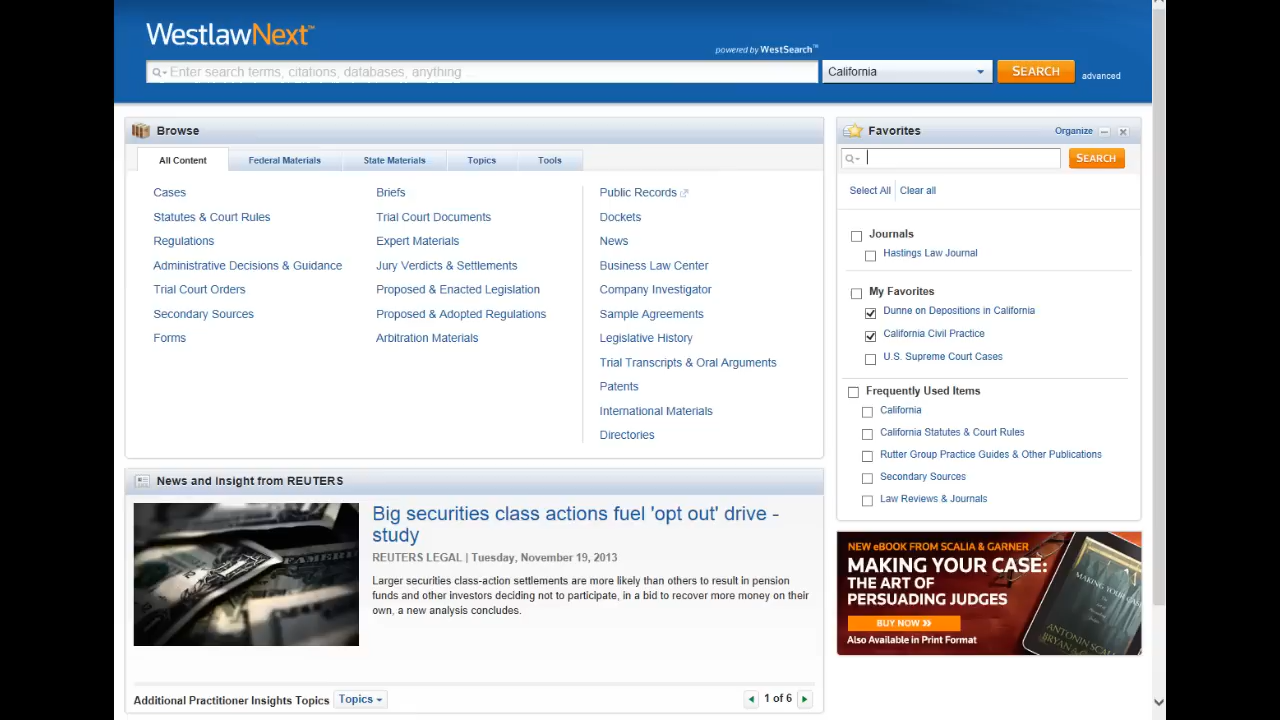 WestlawNext™
powered by WestSearch™
Enter search terms, citations, databases, anything ...
California
SEARCH
advanced
Browse
All Content
Federal Materials
State Materials
Topics
Tools
Cases
Statutes & Court Rules
Regulations
Administrative Decisions & Guidance
Trial Court Orders
Secondary Sources
Forms
Briefs
Trial Court Documents
Expert Materials
Jury Verdicts & Settlements
Proposed & Enacted Legislation
Proposed & Adopted Regulations
Arbitration Materials
Public Records
Dockets
News
Business Law Center
Company Investigator
Sample Agreements
Legislative History
Trial Transcripts & Oral Arguments
Patents
International Materials
Directories
Favorites
Organize
SEARCH
Select All
Clear all
Journals
Hastings Law Journal
My Favorites
Dunne on Depositions in California
California Civil Practice
U.S. Supreme Court Cases
Frequently Used Items
California
California Statutes & Court Rules
Rutter Group Practice Guides & Other Publications
Secondary Sources
Law Reviews & Journals
News and Insight from REUTERS
Big securities class actions fuel 'opt out' drive -
study
REUTERS LEGAL | Tuesday, November 19, 2013
Larger securities class-action settlements are more likely than others to result in pension
funds and other investors deciding not to participate, in a bid to recover more money on their
own, a new analysis concludes.
Additional Practitioner Insights Topics
Topics
1 of 6
NEW eBOOK FROM SCALIA & GARNER
MAKING YOUR CASE:
THE ART OF
PERSUADING JUDGES
BUY NOW
Also Available in Print Format
ANTONIN SCALIA